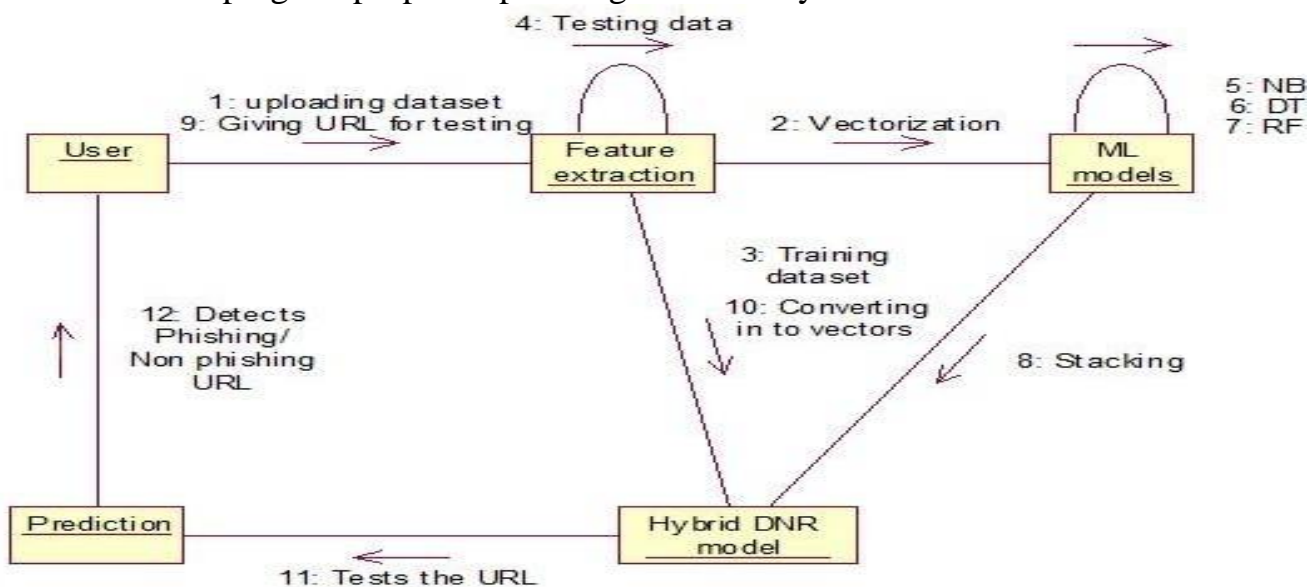 4: Testing data
1: uploading dataset
9: Giving URL for testing
2: Vectorization
5: NB
6: DT
7: RF
User
Feature
extraction
ML
models
3: Training
dataset
10: Converting
in to vectors
12: Detects
Phishing/
Non phishing
URL
8: Stacking
Prediction
Hybrid DNR
model
11: Tests the URL